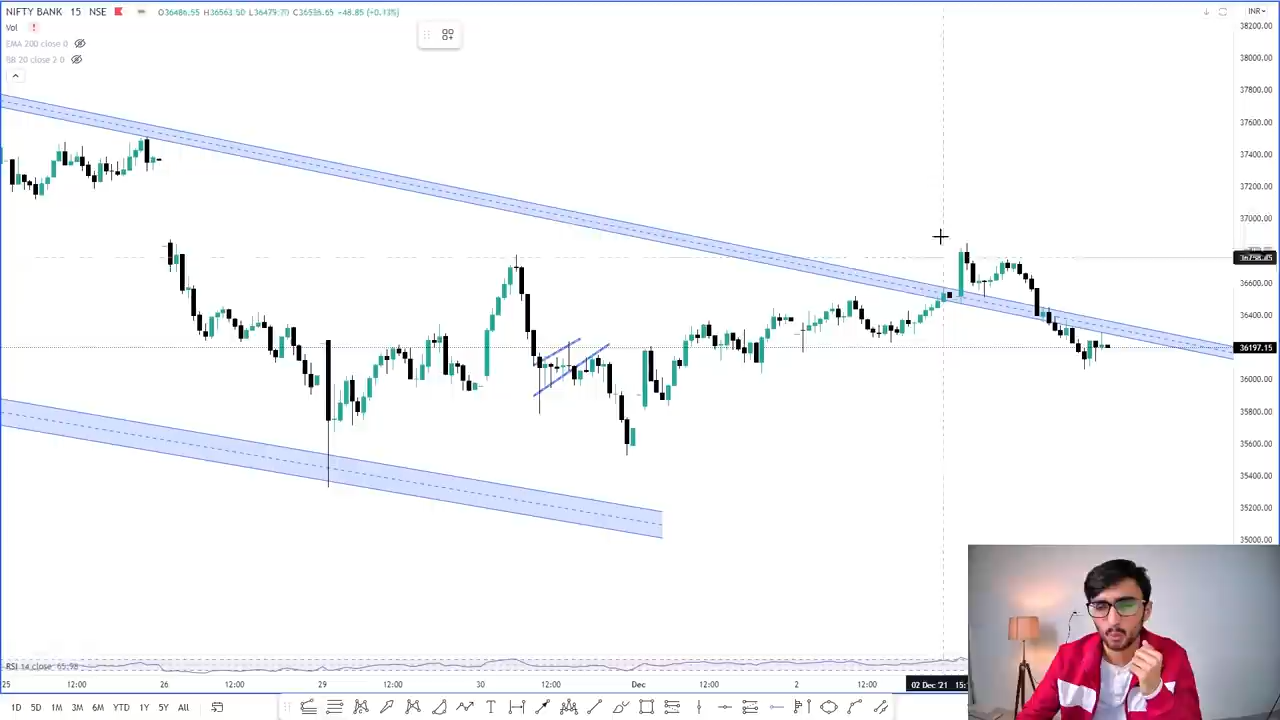 NIFTY BANK 15 NSE O36486.55 H36563.50 L36479.70 C36536.65 −48.85 (+0.13%)
INR
Vol
EMA 200 close 0
BB 20 close 2 0
38200.00
38000.00
37800.00
37600.00
37400.00
37200.00
37000.00
36758.65
36600.00
36400.00
36197.15
36000.00
35800.00
35600.00
35400.00
35200.00
35000.00
RSI 14 close 65.98
25 12:00 26 12:00 29 12:00 30 12:00 Dec 12:00 2 12:00 02 Dec '21
1D 5D 1M 3M 6M YTD 1Y 5Y All